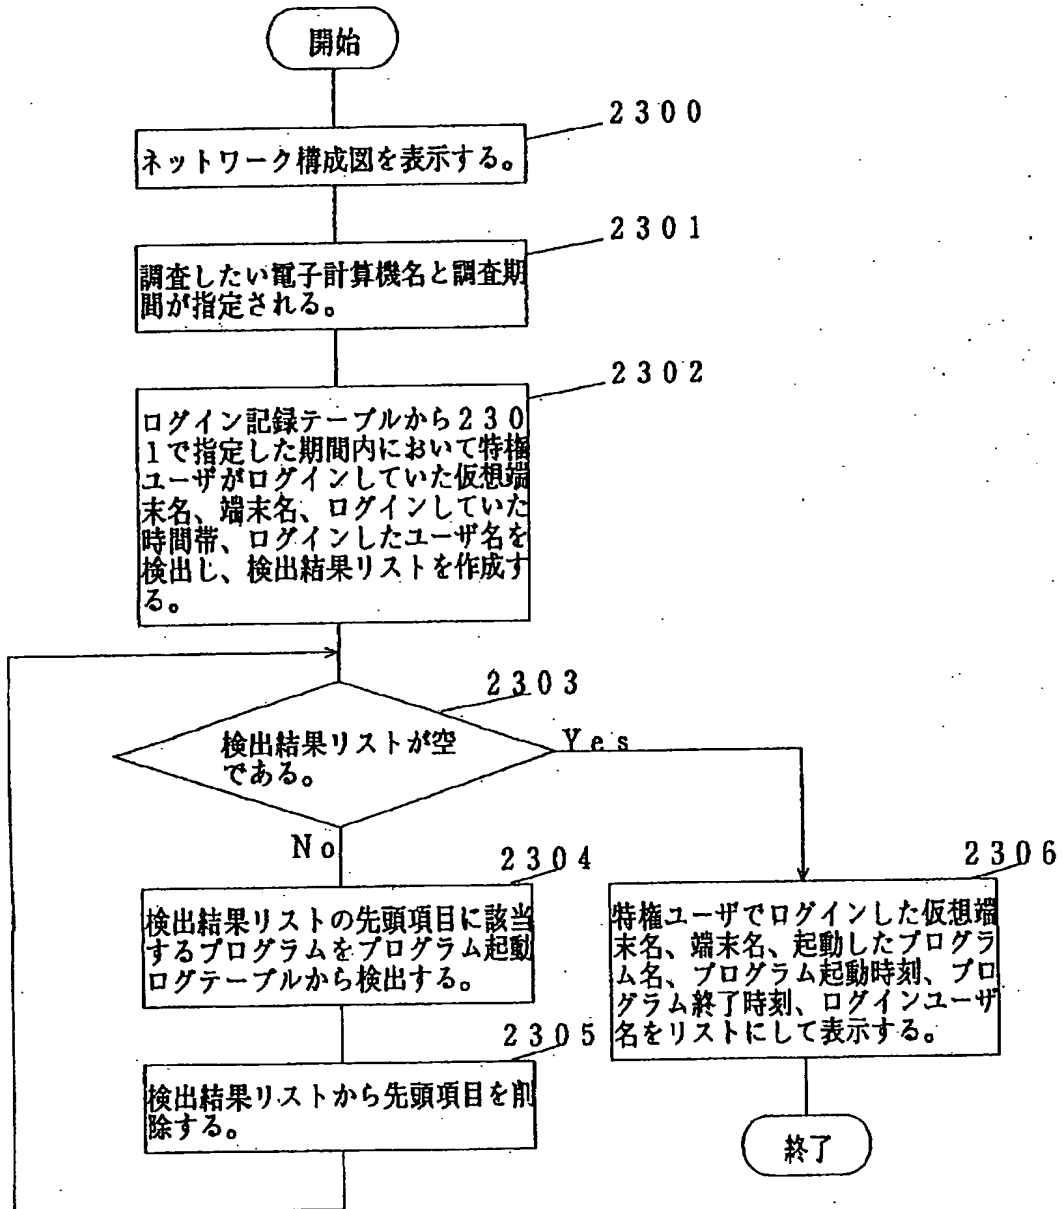 開始
2300
ネットワーク構成図を表示する。
2301
調査したい電子計算機名と調査期
間が指定される。
2302
ログイン記録テーブルから230
1で指定した期間内において特権
ユーザがログインしていた仮想端
末名、端末名、ログインしていた
時間帯、ログインしたユーザ名を
検出し、検出結果リストを作成す
る。
2303
検出結果リストが空
である。
Yes
No
2304
検出結果リストの先頭項目に該当
するプログラムをプログラム起動
ログテーブルから検出する。
2305
検出結果リストから先頭項目を削
除する。
2306
特権ユーザでログインした仮想端
末名、端末名、起動したプログラ
ム名、プログラム起動時刻、プロ
グラム終了時刻、ログインユーザ
名をリストにして表示する。
終了